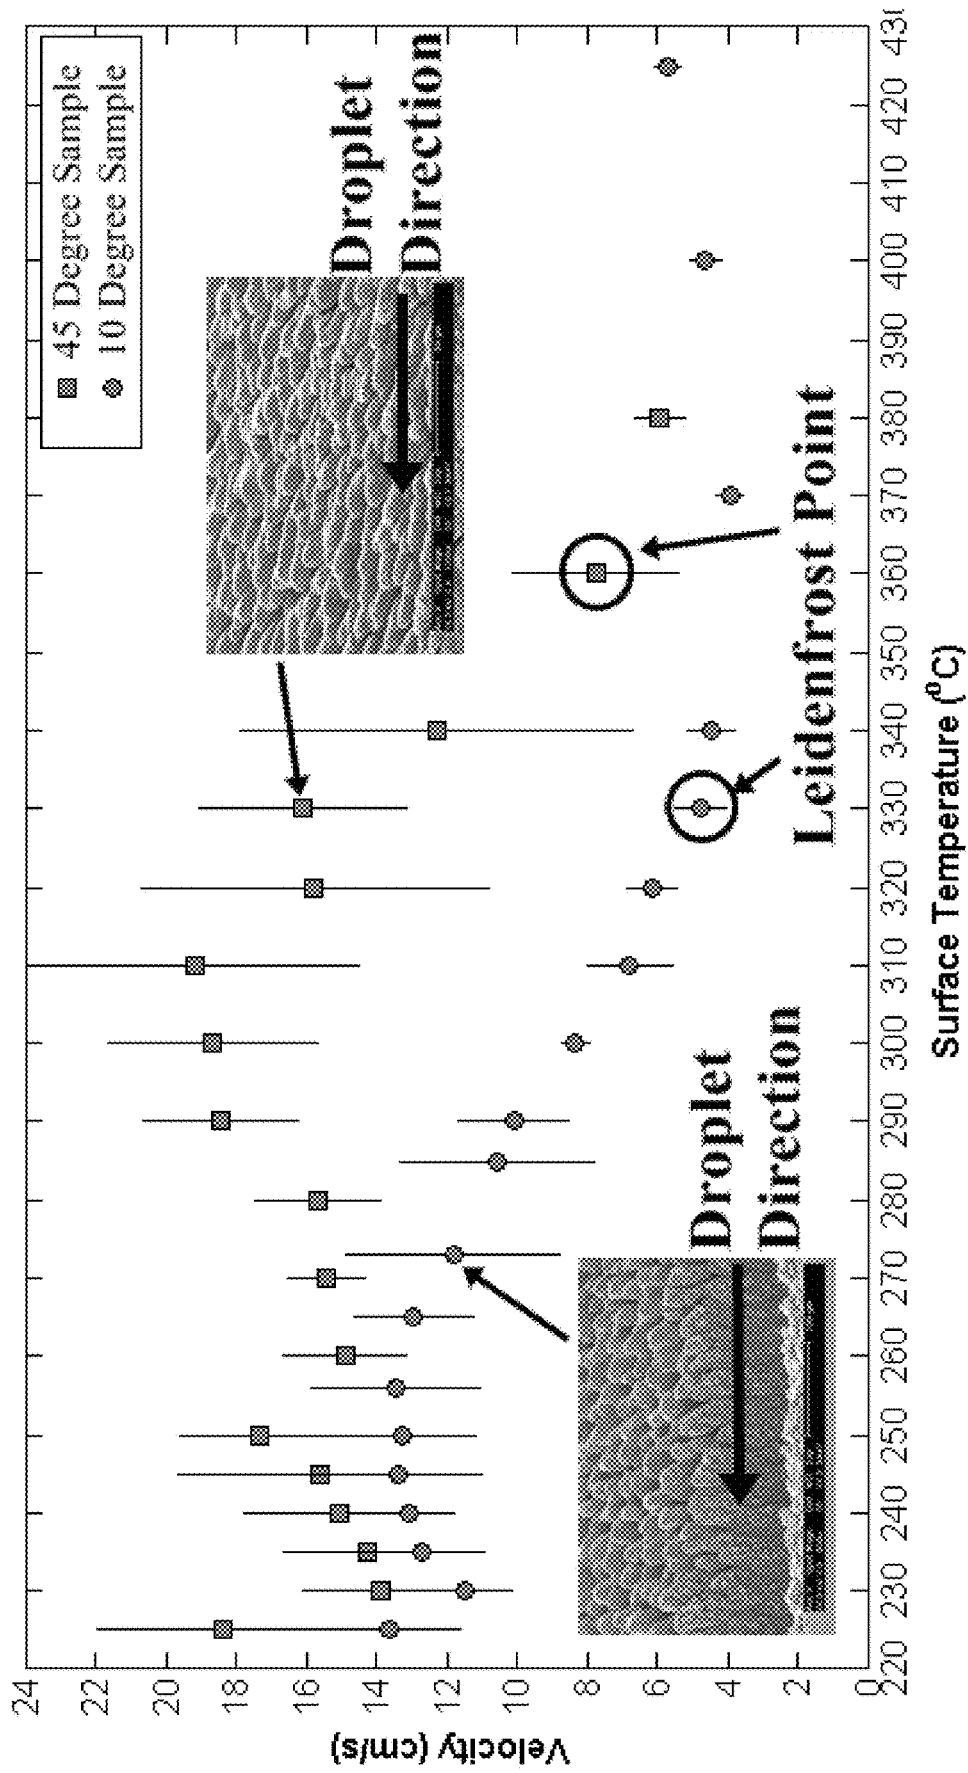 45 Degree Sample
10 Degree Sample
Droplet
Direction
Droplet
Direction
Leidenfrost Point
Velocity (cm/s)
24
22
20
18
16
14
12
10
8
6
4
2
0
220 230 240 250 260 270 280 290 300 310 320 330 340 350 360 370 380 390 400 410 420 430
Surface Temperature (⁰C)